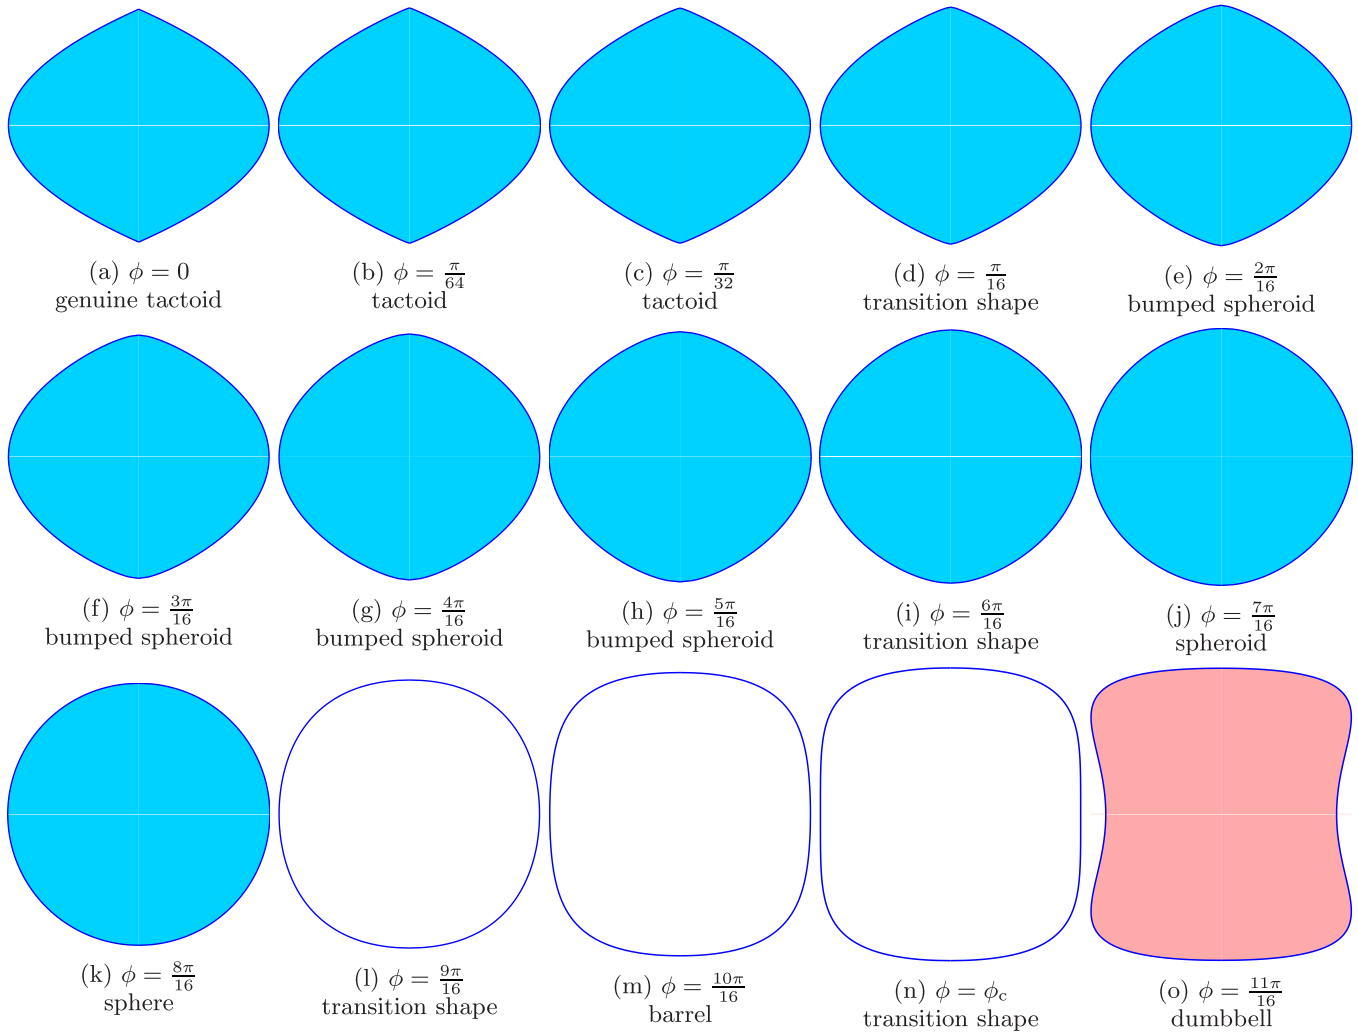 (a) ϕ = 0
genuine tactoid
(b) ϕ = π/64
tactoid
(c) ϕ = π/32
tactoid
(d) ϕ = π/16
transition shape
(e) ϕ = 2π/16
bumped spheroid
(f) ϕ = 3π/16
bumped spheroid
(g) ϕ = 4π/16
bumped spheroid
(h) ϕ = 5π/16
bumped spheroid
(i) ϕ = 6π/16
transition shape
(j) ϕ = 7π/16
spheroid
(k) ϕ = 8π/16
sphere
(l) ϕ = 9π/16
transition shape
(m) ϕ = 10π/16
barrel
(n) ϕ = ϕc
transition shape
(o) ϕ = 11π/16
dumbbell